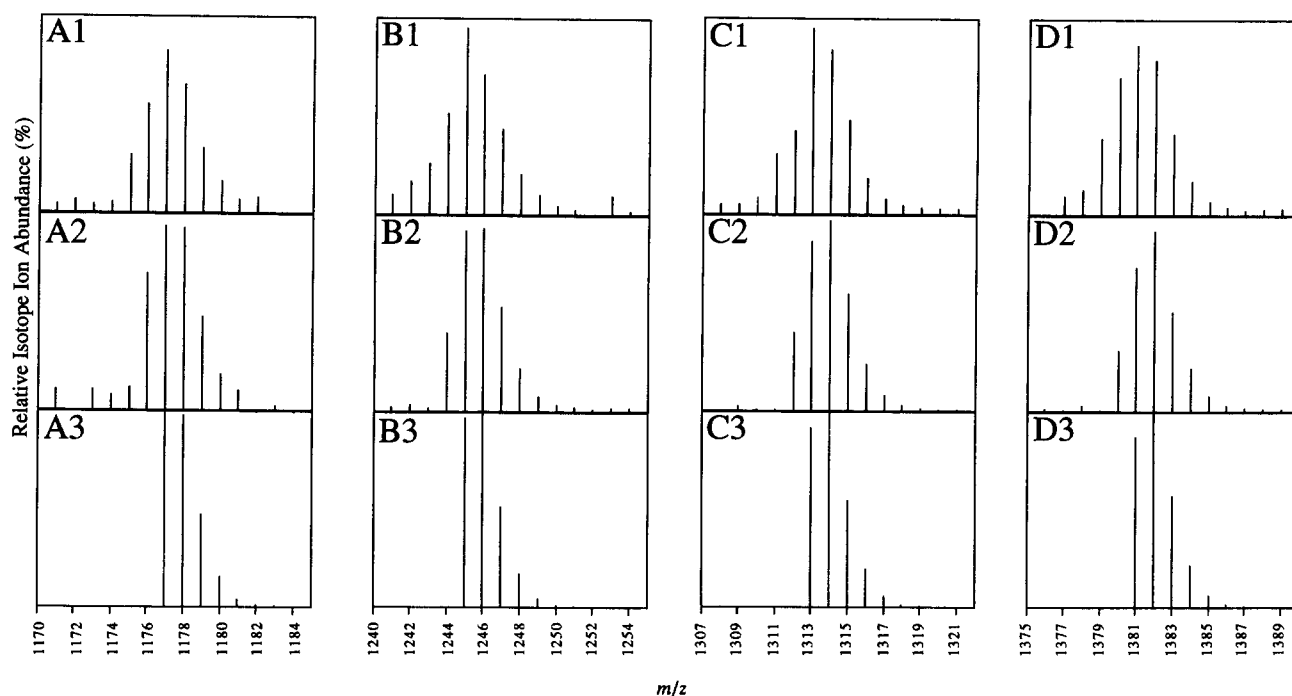 Relative Isotope Ion Abundance (%)
A1
B1
C1
D1
A2
B2
C2
D2
A3
B3
C3
D3
1170 1172 1174 1176 1178 1180 1182 1184
1240 1242 1244 1246 1248 1250 1252 1254
1307 1309 1311 1313 1315 1317 1319 1321
1375 1377 1379 1381 1383 1385 1387 1389
m/z